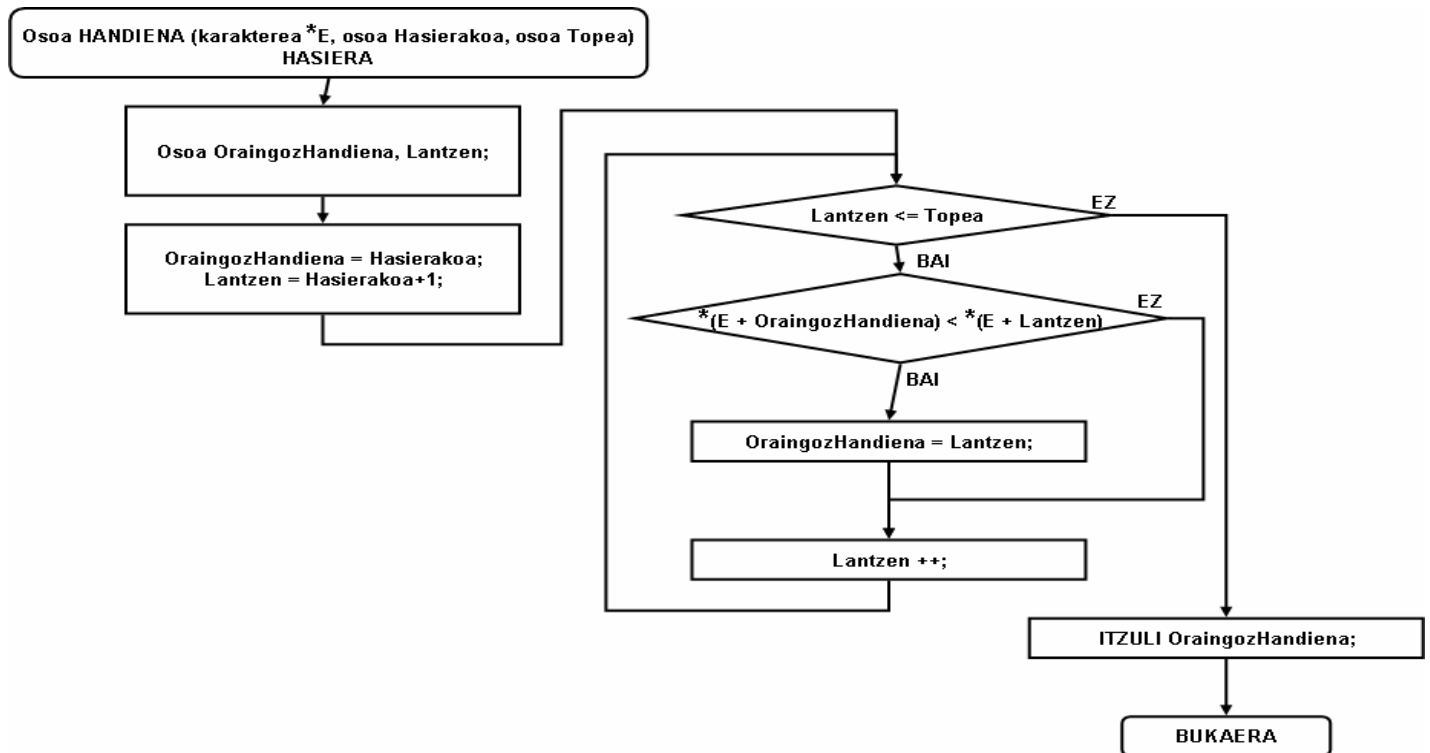 Osoa HANDIENA (karakterea *E, osoa Hasierakoa, osoa Topea)
HASIERA
Osoa OraingozHandiena, Lantzen;
OraingozHandiena = Hasierakoa;
Lantzen = Hasierakoa+1;
Lantzen <= Topea
EZ
BAI
*(E + OraingozHandiena) < *(E + Lantzen)
EZ
BAI
OraingozHandiena = Lantzen;
Lantzen ++;
ITZULI OraingozHandiena;
BUKAERA